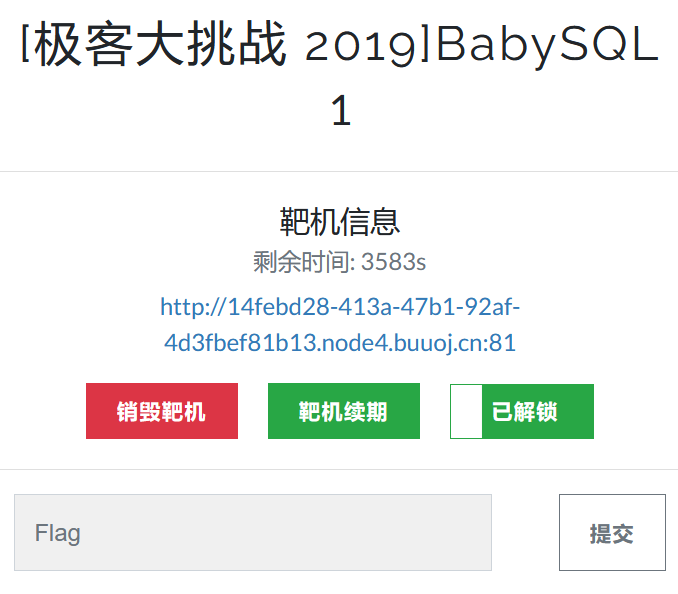 [极客大挑战 2019]BabySQL
1
靶机信息
剩余时间: 3583s
http://14febd28-413a-47b1-92af-
4d3fbef81b13.node4.buuoj.cn:81
销毁靶机
靶机续期
已解锁
Flag
提交